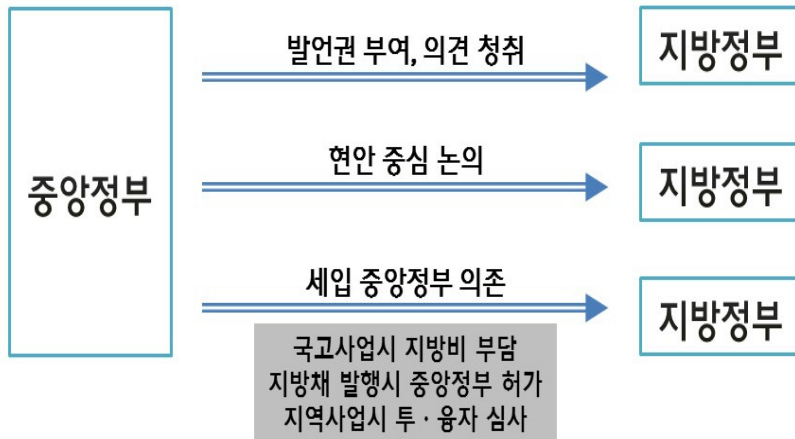 발언권 부여, 의견 청취
지방정부
중앙정부
현안 중심 논의
지방정부
세입 중앙정부 의존
지방정부
국고사업시 지방비 부담
지방채 발행시 중앙정부 허가
지역사업시 투·융자 심사